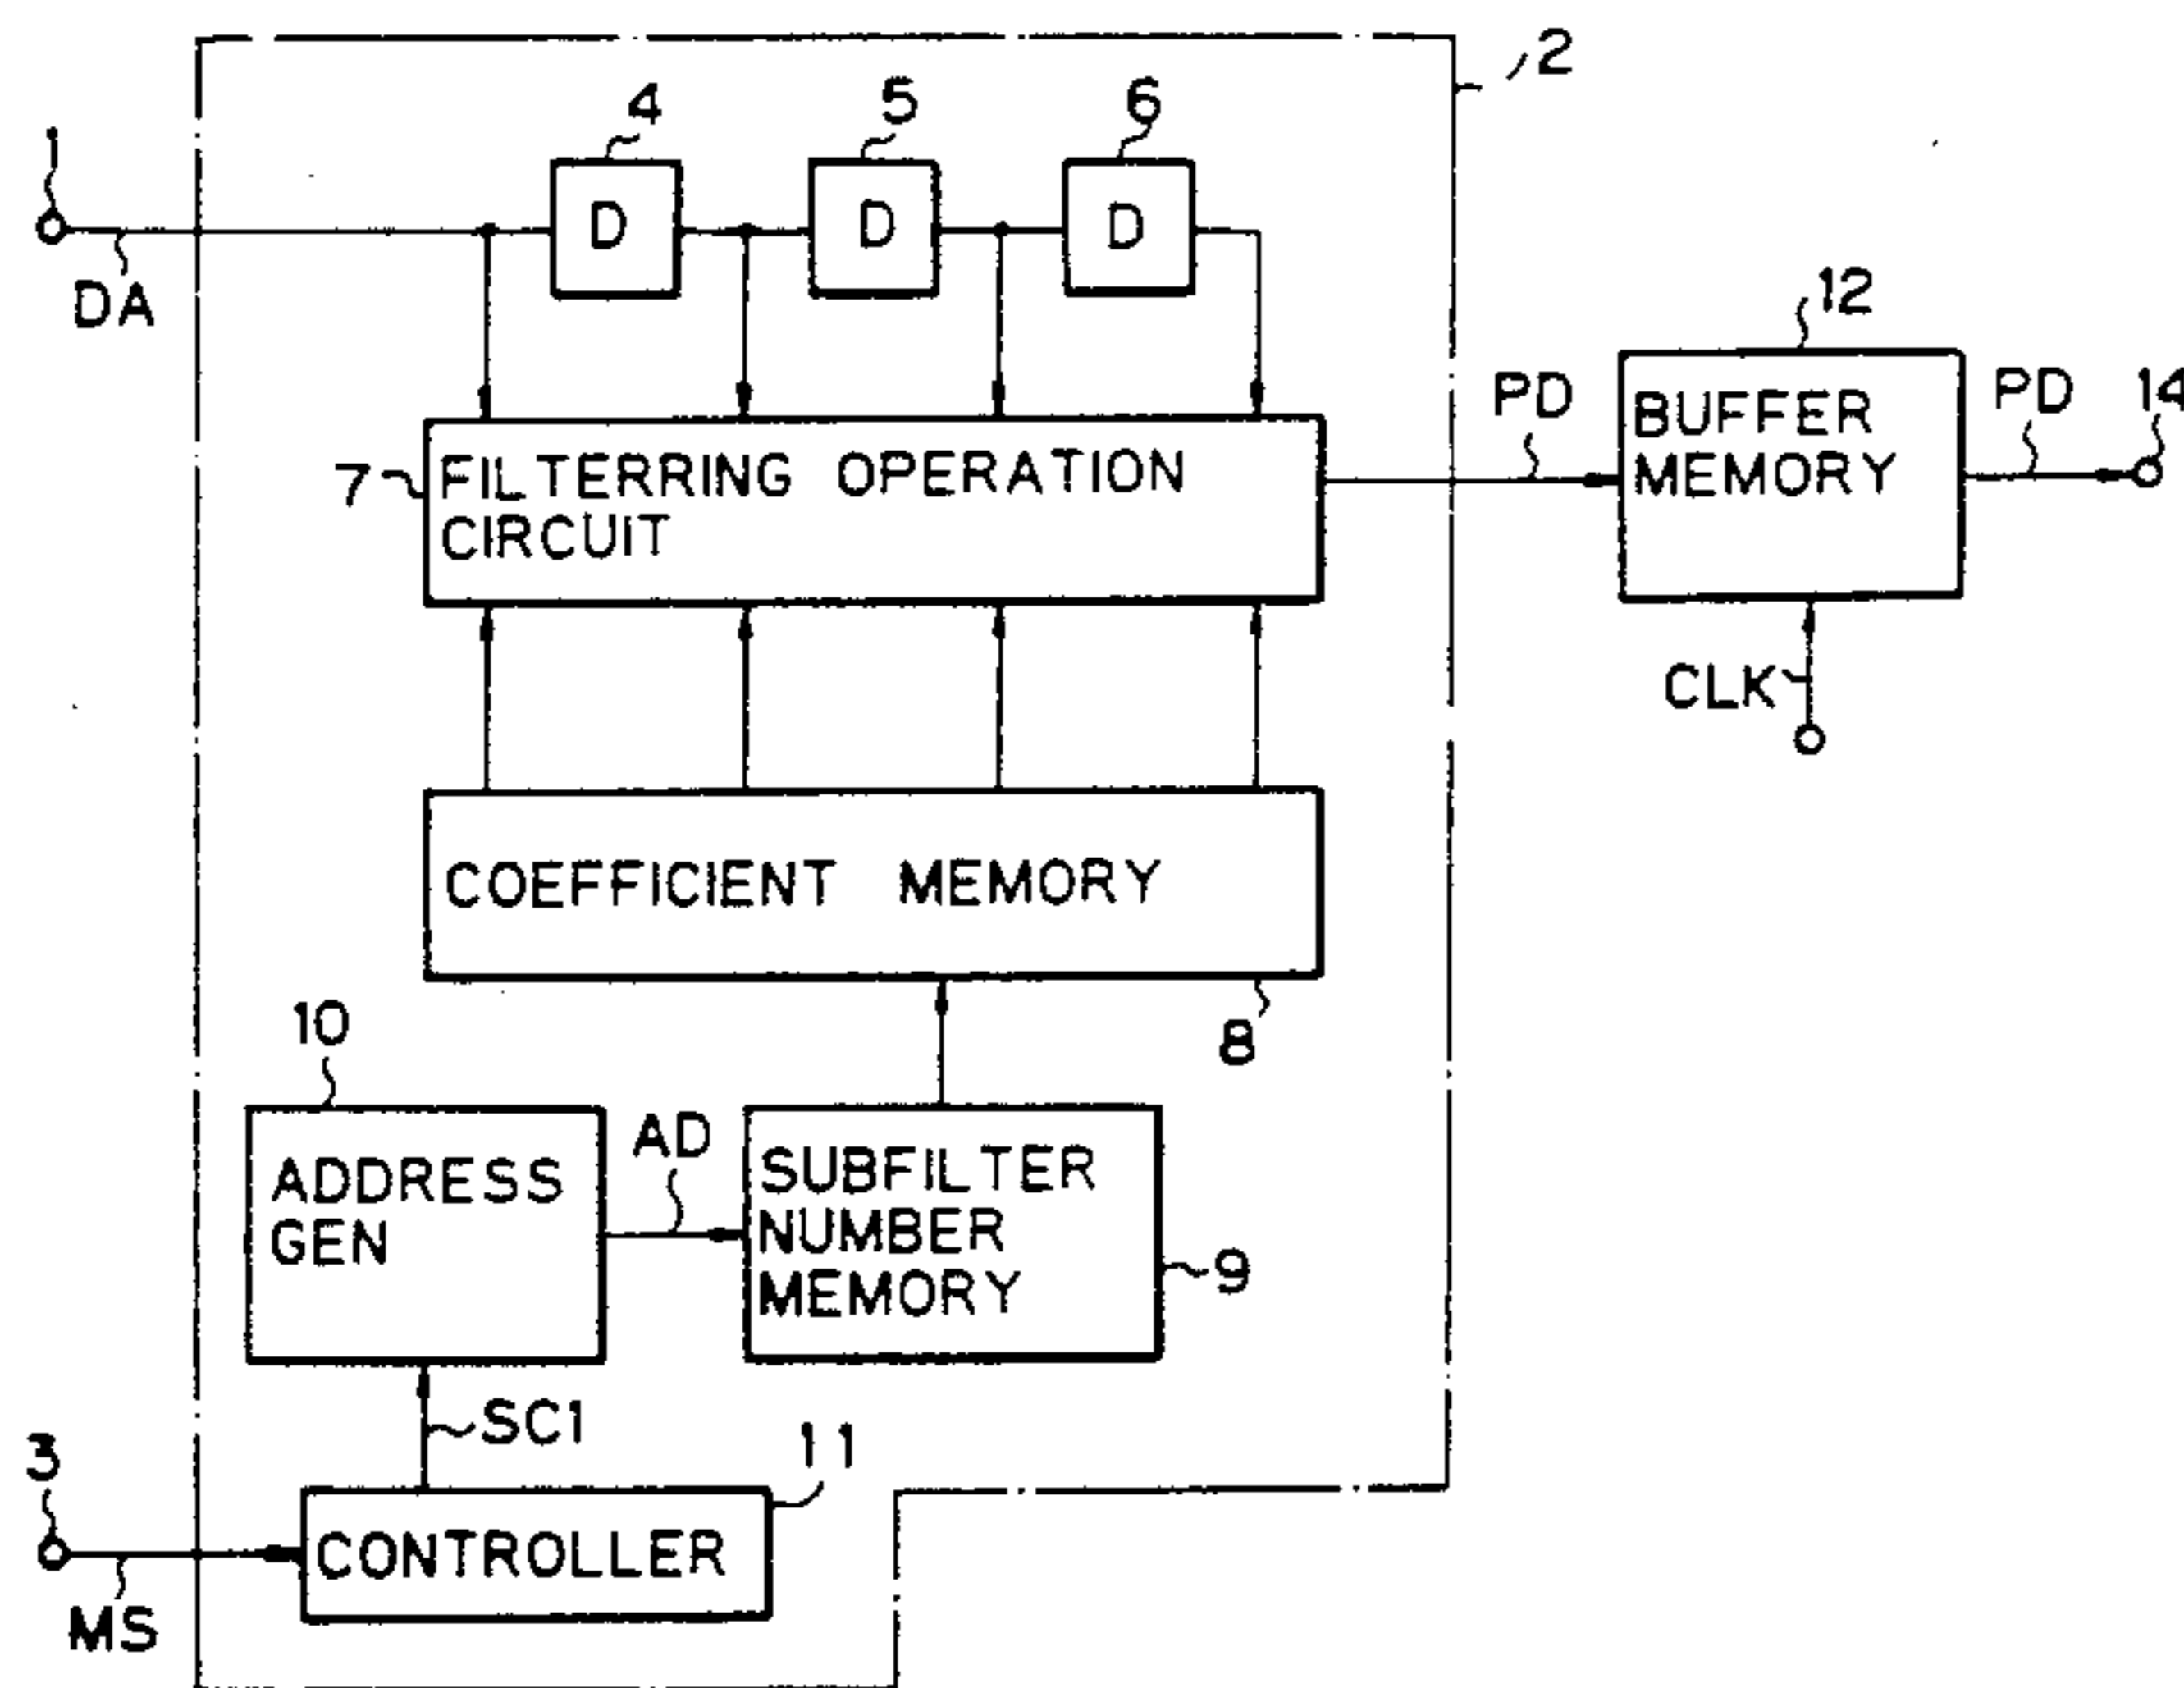 2
4
5
6
1
D
D
D
DA
12
PD
BUFFER
MEMORY
PD
14
7
FILTERRING OPERATION
CIRCUIT
CLK
COEFFICIENT MEMORY
8
10
ADDRESS
GEN
AD
SUBFILTER
NUMBER
MEMORY
9
SC1
11
3
CONTROLLER
MS